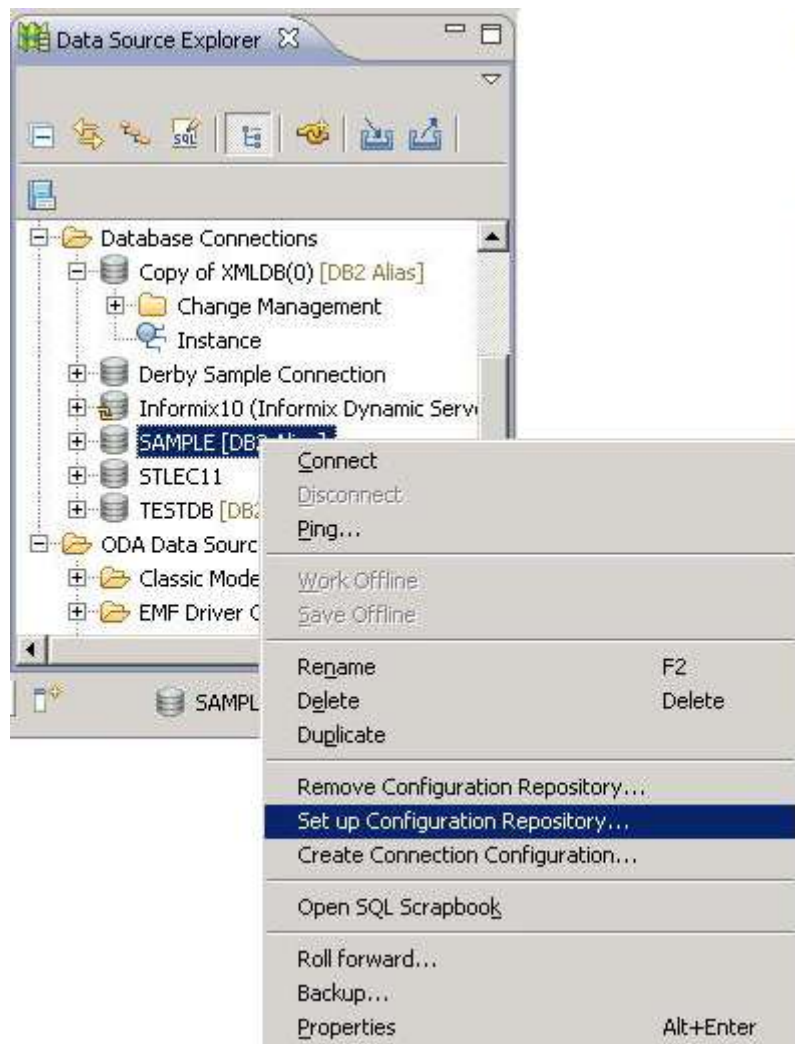 Data Source Explorer
SQL
Database Connections
Copy of XMLDB(0) [DB2 Alias]
Change Management
Instance
Derby Sample Connection
Informix10 (Informix Dynamic Serv
SAMPLE [DB2 Alias]
STLEC11
TESTDB [DB2
ODA Data Sourc
Classic Mode
EMF Driver
SAMPL
Connect
Disconnect
Ping...
Work Offline
Save Offline
Rename F2
Delete Delete
Duplicate
Remove Configuration Repository...
Set up Configuration Repository...
Create Connection Configuration...
Open SQL Scrapbook
Roll forward...
Backup...
Properties Alt+Enter